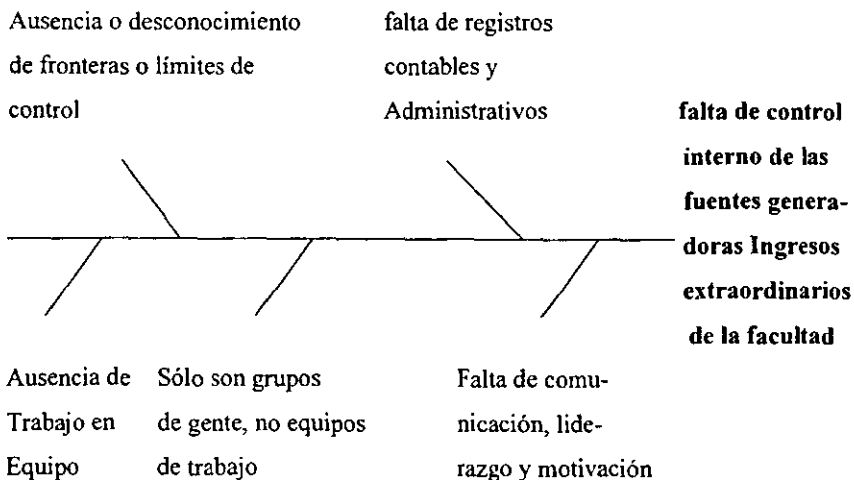 Ausencia o desconocimiento
de fronteras o límites de
control
falta de registros
contables y
Administrativos
falta de control
interno de las
fuentes genera-
doras Ingresos
extraordinarios
de la facultad
Ausencia de
Trabajo en
Equipo
Sólo son grupos
de gente, no equipos
de trabajo
Falta de comu-
nicación, lide-
razgo y motivación